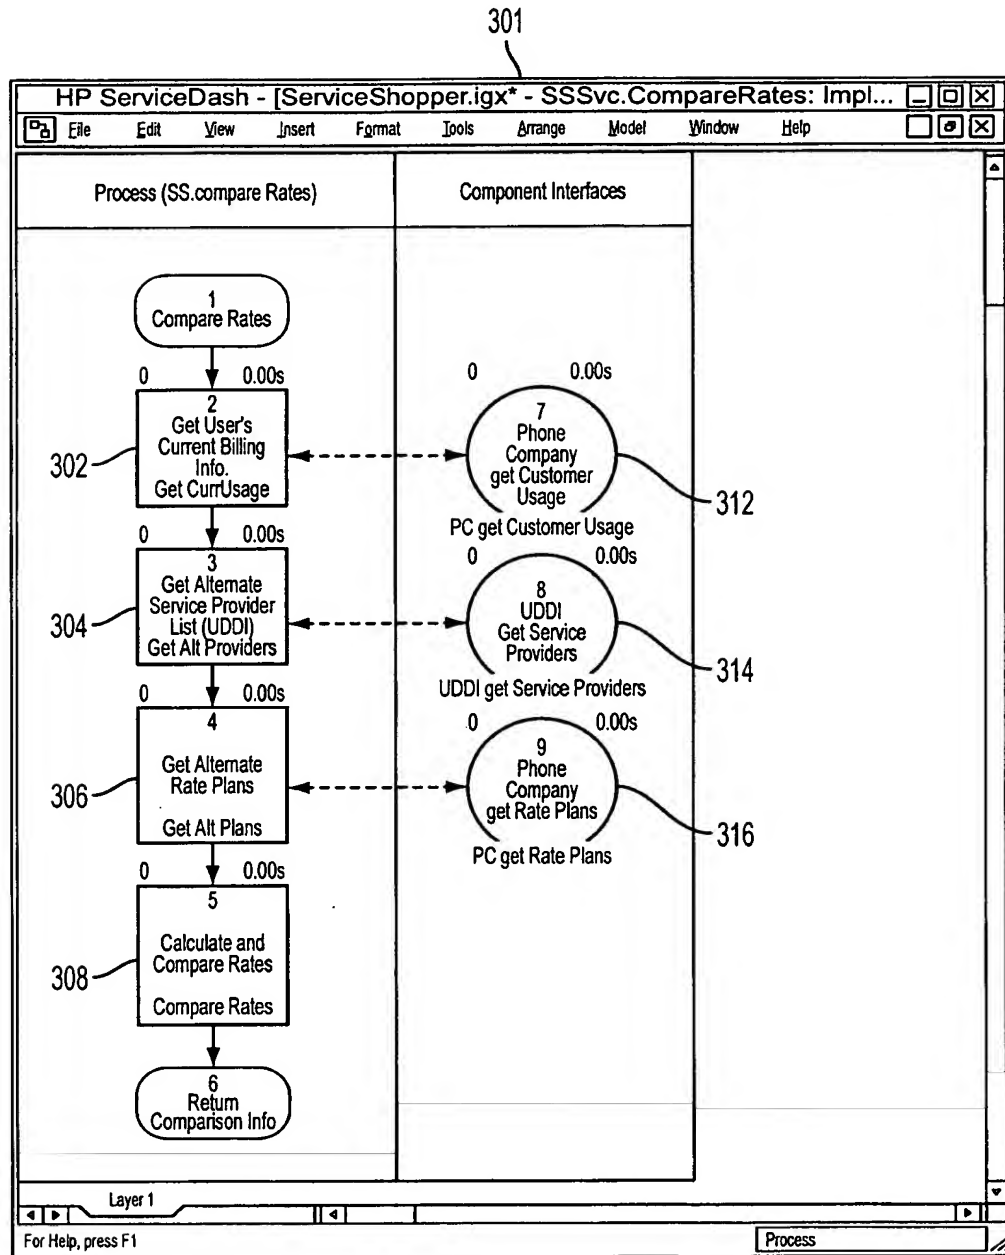 301
HP ServiceDash - [ServiceShopper.igx* - SSSvc.CompareRates: Impl...
File Edit View Insert Format Tools Arrange Model Window Help
Process (SS.compare Rates)
Component Interfaces
1
Compare Rates
0 0.00s
2
Get User's
Current Billing
Info.
Get CurrUsage
302
0 0.00s
7
Phone
Company
get Customer
Usage
PC get Customer Usage
312
0 0.00s
3
Get Alternate
Service Provider
List (UDDI)
Get Alt Providers
304
0 0.00s
8
UDDI
Get Service
Providers
UDDI get Service Providers
314
0 0.00s
4
Get Alternate
Rate Plans
Get Alt Plans
306
0 0.00s
9
Phone
Company
get Rate Plans
PC get Rate Plans
316
0 0.00s
5
Calculate and
Compare Rates
Compare Rates
308
6
Return
Comparison Info
Layer 1
For Help, press F1
Process